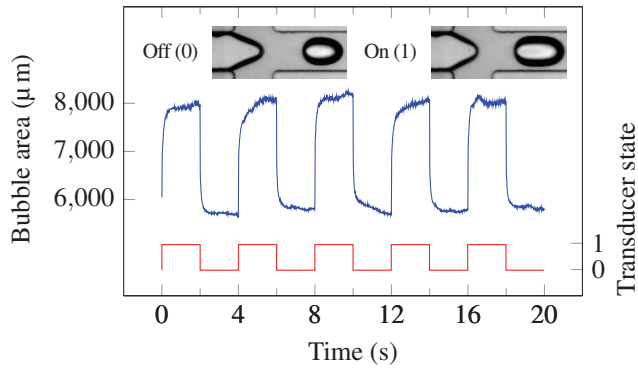 Off (0)
On (1)
Bubble area (µ m)
8,000
7,000
6,000
Transducer state
1
0
0 4 8 12 16 20
Time (s)